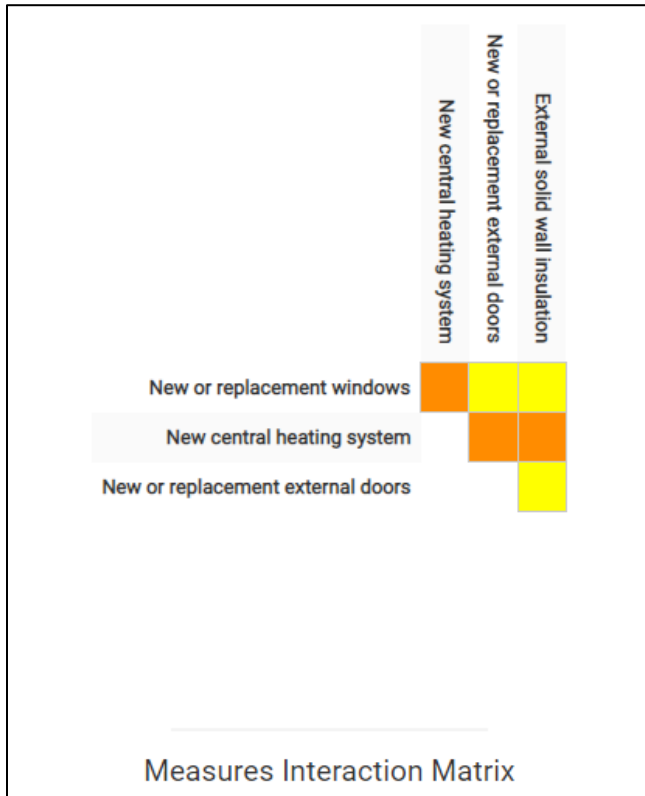 New central heating system
New or replacement external doors
External solid wall insulation
New or replacement windows
New central heating system
New or replacement external doors
Measures Interaction Matrix